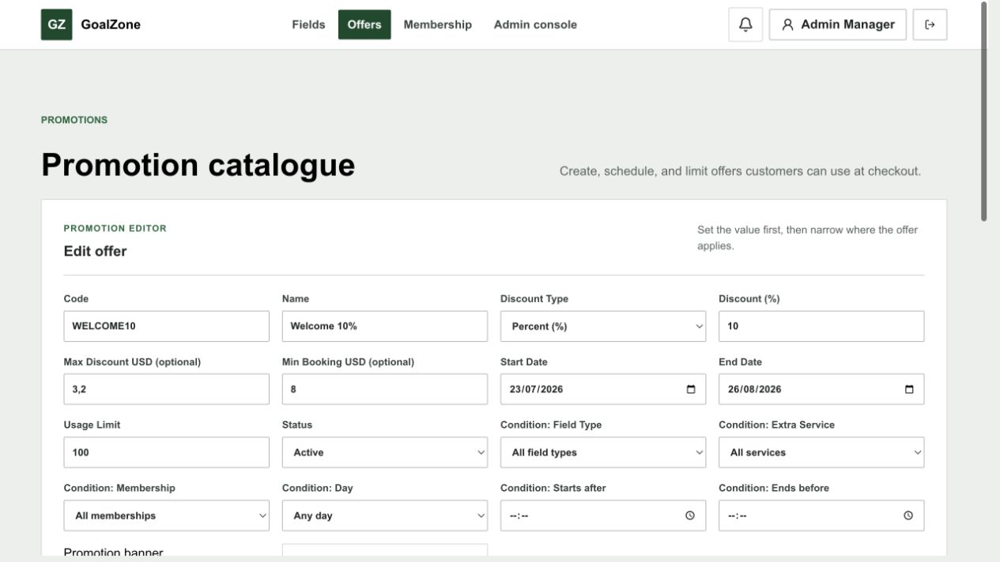 GZ GoalZone Fields Offers Membership Admin console Admin Manager
PROMOTIONS
Promotion catalogue
Create, schedule, and limit offers customers can use at checkout.
PROMOTION EDITOR
Edit offer
Set the value first, then narrow where the offer
applies.
Code Name Discount Type Discount (%)
WELCOME10 Welcome 10% Percent (%) 10
Max Discount USD (optional) Min Booking USD (optional) Start Date End Date
3,2 8 23/07/2026 26/08/2026
Usage Limit Status Condition: Field Type Condition: Extra Service
100 Active All field types All services
Condition: Membership Condition: Day Condition: Starts after Condition: Ends before
All memberships Any day --:-- --:--
Promotion banner